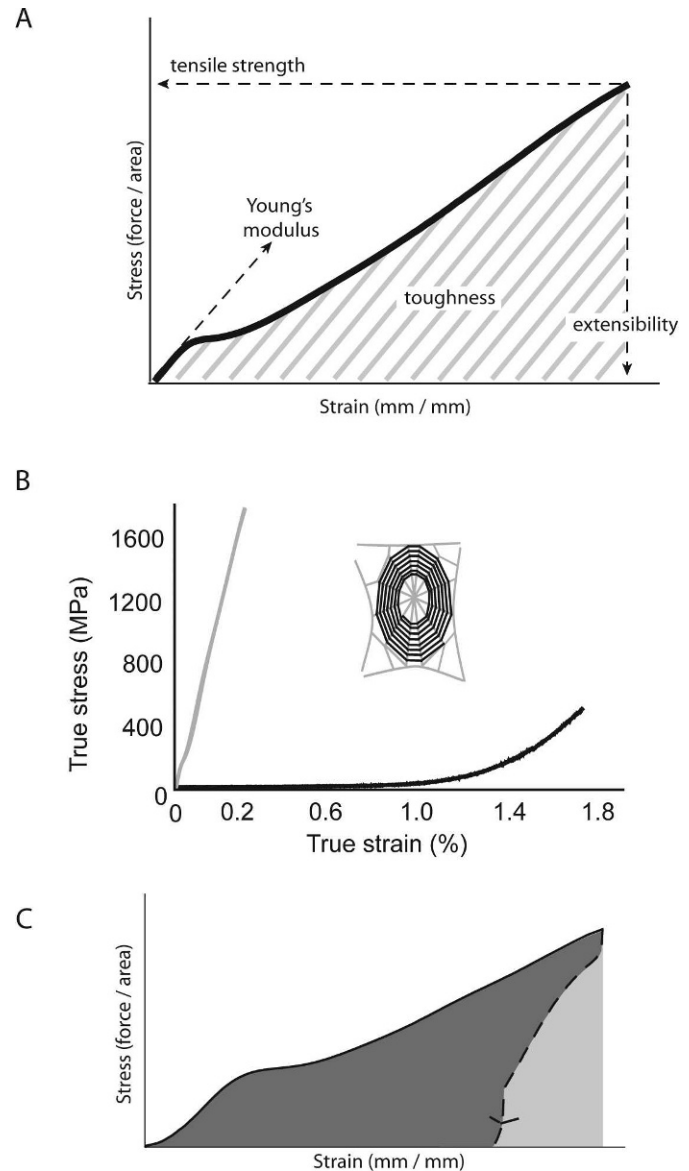 A
tensile strength
Young's
modulus
toughness
extensibility
Stress (force / area)
Strain (mm / mm)
B
1600
1200
800
400
0
0 0.2 0.6 1.0 1.4 1.8
True stress (MPa)
True strain (%)
C
Stress (force / area)
Strain (mm / mm)